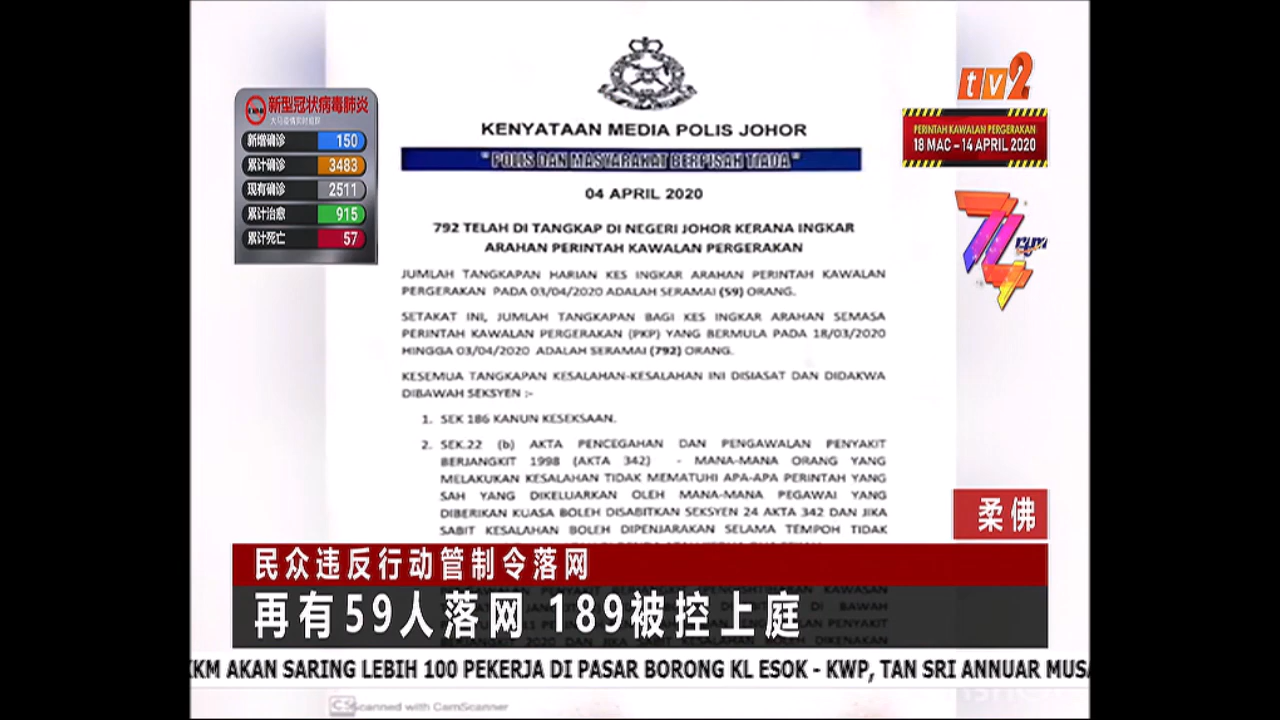 KENYATAAN MEDIA POLIS JOHOR
" POLIS DAN MASYARAKAT BERPISAH TIADA"
04 APRIL 2020
792 TELAH DI TANGKAP DI NEGERI JOHOR KERANA INGKAR
ARAHAN PERINTAH KAWALAN PERGERAKAN
JUMLAH TANGKAPAN HARIAN KES INGKAR ARAHAN PERINTAH KAWALAN
PERGERAKAN PADA 03/04/2020 ADALAH SERAMAI (59) ORANG.
SETAKAT INI, JUMLAH TANGKAPAN BAGI KES INGKAR ARAHAN SEMASA
PERINTAH KAWALAN PERGERAKAN (PKP) YANG BERMULA PADA 18/03/2020
HINGGA 03/04/2020 ADALAH SERAMAI (792) ORANG.
KESEMUA TANGKAPAN KESALAHAN-KESALAHAN INI DISIASAT DAN DIDAKWA
DIBAWAH SEKSYEN :-
1. SEK 186 KANUN KESEKSAAN.
2. SEK.22 (b) AKTA PENCEGAHAN DAN PENGAWALAN PENYAKIT
BERJANGKIT 1998 (AKTA 342) - MANA-MANA ORANG YANG
MELAKUKAN KESALAHAN TIDAK MEMATUHI APA-APA PERINTAH YANG
SAH YANG DIKELUARKAN OLEH MANA-MANA PEGAWAI YANG
DIBERIKAN KUASA BOLEH DISABITKAN SEKSYEN 24 AKTA 342 DAN JIKA
SABIT KESALAHAN BOLEH DIPENJARAKAN SELAMA TEMPOH TIDAK
新型冠状病毒肺炎
新增确诊 150
累计确诊 3483
现有确诊 2511
累计治愈 915
累计死亡 57
tv2
PERINTAH KAWALAN PERGERAKAN
18 MAC – 14 APRIL 2020
74
柔佛
民众违反行动管制令落网
再有59人落网 189被控上庭
KKM AKAN SARING LEBIH 100 PEKERJA DI PASAR BORONG KL ESOK - KWP, TAN SRI ANNUAR MUSA
Scanned with CamScanner